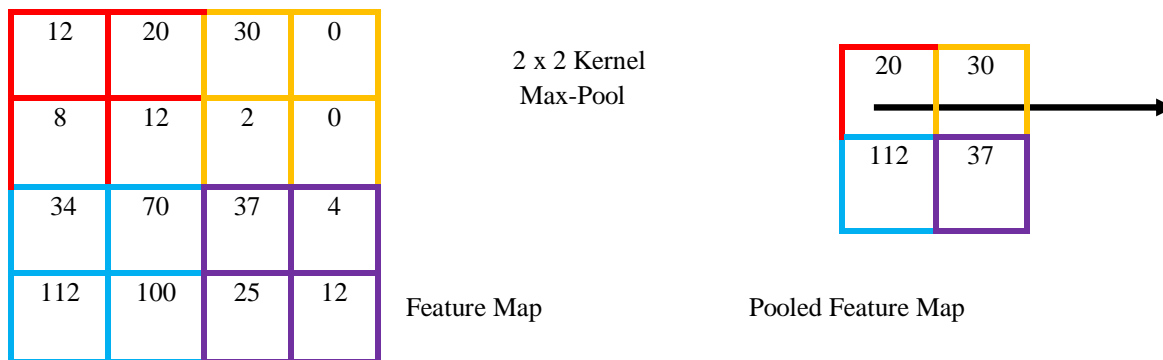 12 20 30 0
8 12 2 0
34 70 37 4
112 100 25 12
Feature Map
2 x 2 Kernel
Max-Pool
20 30
112 37
Pooled Feature Map